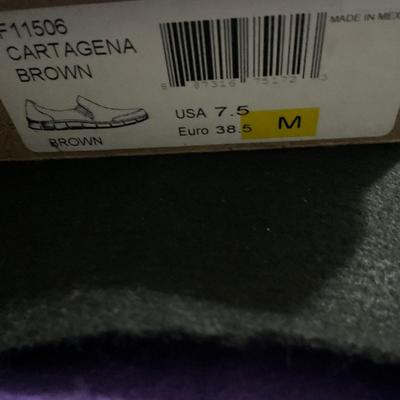 F11506
CARTAGENA
BROWN
BROWN
MADE IN MEX
USA 7.5
Euro 38.5
M